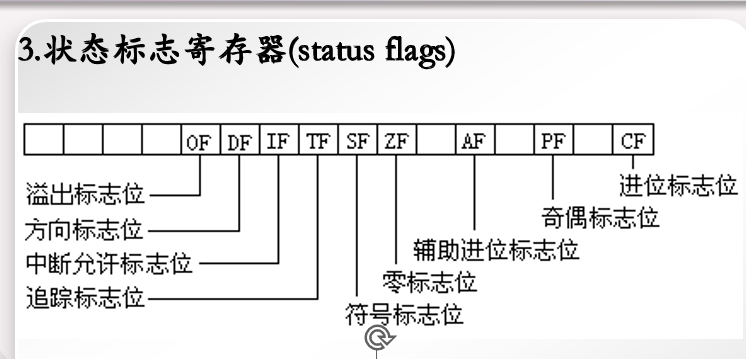 3.状态标志寄存器(status flags)
OF DF IF TF SF ZF AF PF CF
进位标志位
溢出标志位
奇偶标志位
方向标志位
辅助进位标志位
中断允许标志位
零标志位
追踪标志位
符号标志位